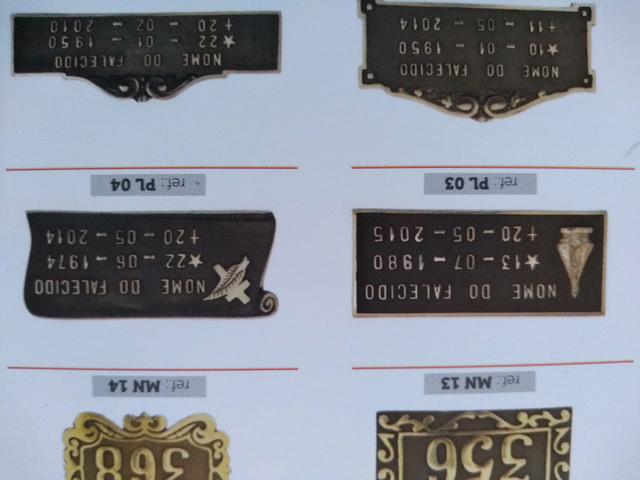 356
368
ref.: MN 13
ref.: MN 14
NOME DO FALECIDO
★13 - 07 - 1980
✝20 - 05 - 2015
NOME DO FALECIDO
★22 - 06 - 1974
✝20 - 05 - 2014
ref.: PL 03
ref.: PL 04
NOME DO FALECIDO
★10 - 01 - 1950
✝11 - 05 - 2014
NOME DO FALECIDO
★22 - 01 - 1950
✝20 - 02 - 2010